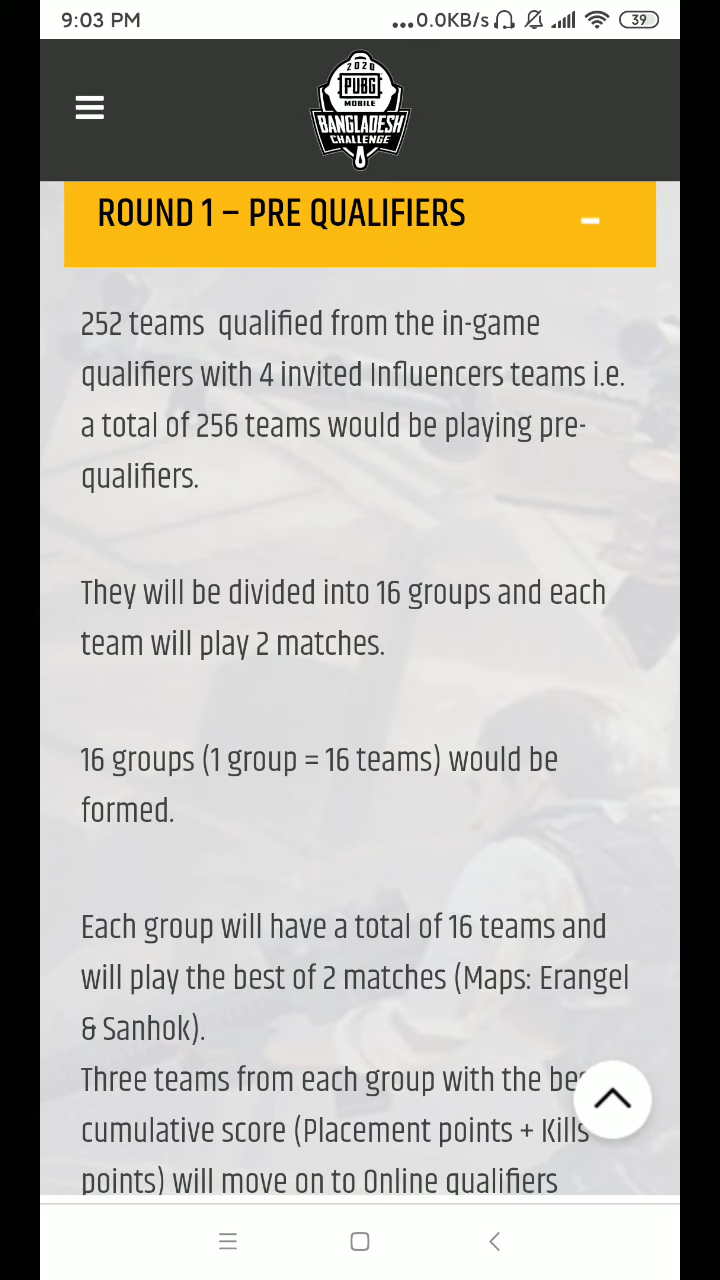 9:03 PM ...0.0KB/s 39
2020
PUBG
MOBILE
BANGLADESH
CHALLENGE
ROUND 1 – PRE QUALIFIERS
252 teams qualified from the in-game
qualifiers with 4 invited Influencers teams i.e.
a total of 256 teams would be playing pre-
qualifiers.
They will be divided into 16 groups and each
team will play 2 matches.
16 groups (1 group = 16 teams) would be
formed.
Each group will have a total of 16 teams and
will play the best of 2 matches (Maps: Erangel
& Sanhok).
Three teams from each group with the
cumulative score (Placement points + Kills
points) will move on to Online qualifiers